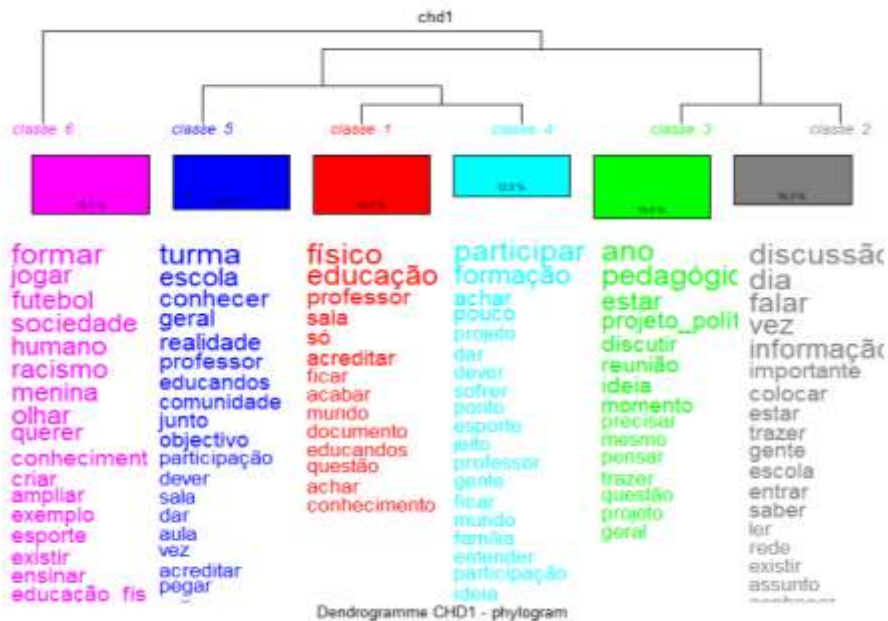 chd1
classe 6
classe 5
classe 1
classe 4
classe 3
classe 2
formar
jogar
futebol
sociedade
humano
racismo
menina
olhar
querer
conheciment
criar
ampliar
exemplo
esporte
existir
ensinar
educação fis
turma
escola
conhecer
geral
realidade
professor
educandos
comunidade
junto
objectivo
participação
dever
sala
dar
aula
vez
acreditar
pegar
físico
educação
professor
sala
só
acreditar
ficar
acabar
mundo
documento
educandos
questão
achar
conhecimento
participar
formação
achar
pouco
projeto
dar
dever
sofrer
ponto
esporte
jeito
professor
gente
ficar
mundo
família
entender
participação
ideia
ano
pedagógic
estar
projeto_polít
discutir
reunião
ideia
momento
precisar
mesmo
pensar
trazer
questão
projeto
geral
discussão
dia
falar
vez
informação
importante
colocar
estar
trazer
gente
escola
entrar
saber
ler
rede
existir
assunto
Dendrogramme CHD1 - phylogram